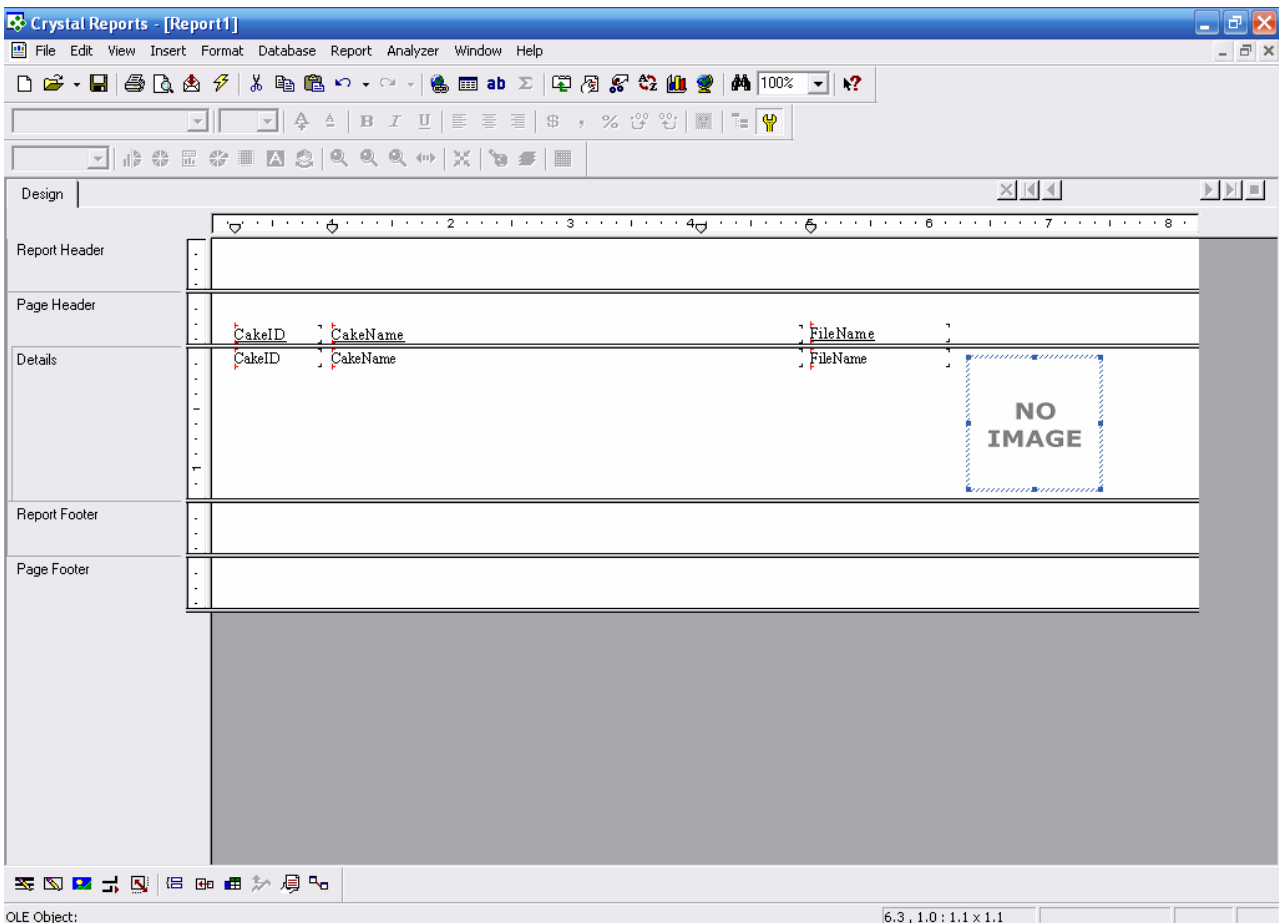 Crystal Reports - [Report1]
File Edit View Insert Format Database Report Analyzer Window Help
ab Σ 100%
B I U $ , %
A
Design
1 2 3 4 5 6 7 8
Report Header
Page Header
CakeID CakeName FileName
Details
CakeID CakeName FileName
NO
IMAGE
1
Report Footer
Page Footer
OLE Object: 6.3 , 1.0 : 1.1 x 1.1